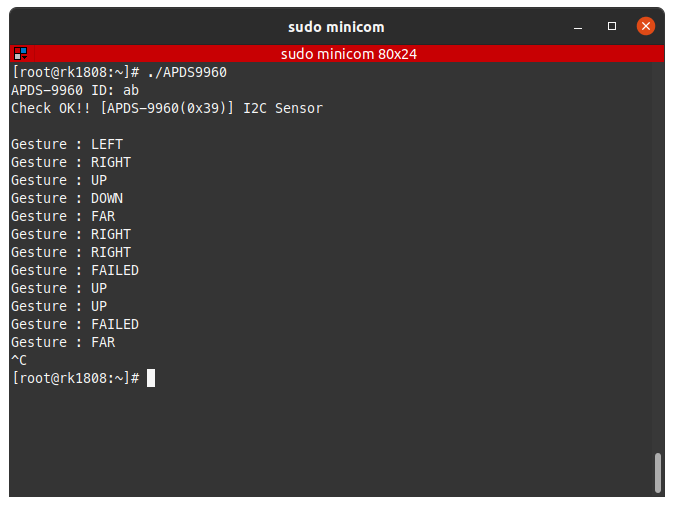 sudo minicom
sudo minicom 80x24
[root@rk1808:~]# ./APDS9960
APDS-9960 ID: ab
Check OK!! [APDS-9960(0x39)] I2C Sensor
Gesture : LEFT
Gesture : RIGHT
Gesture : UP
Gesture : DOWN
Gesture : FAR
Gesture : RIGHT
Gesture : RIGHT
Gesture : FAILED
Gesture : UP
Gesture : UP
Gesture : FAILED
Gesture : FAR
^C
[root@rk1808:~]#